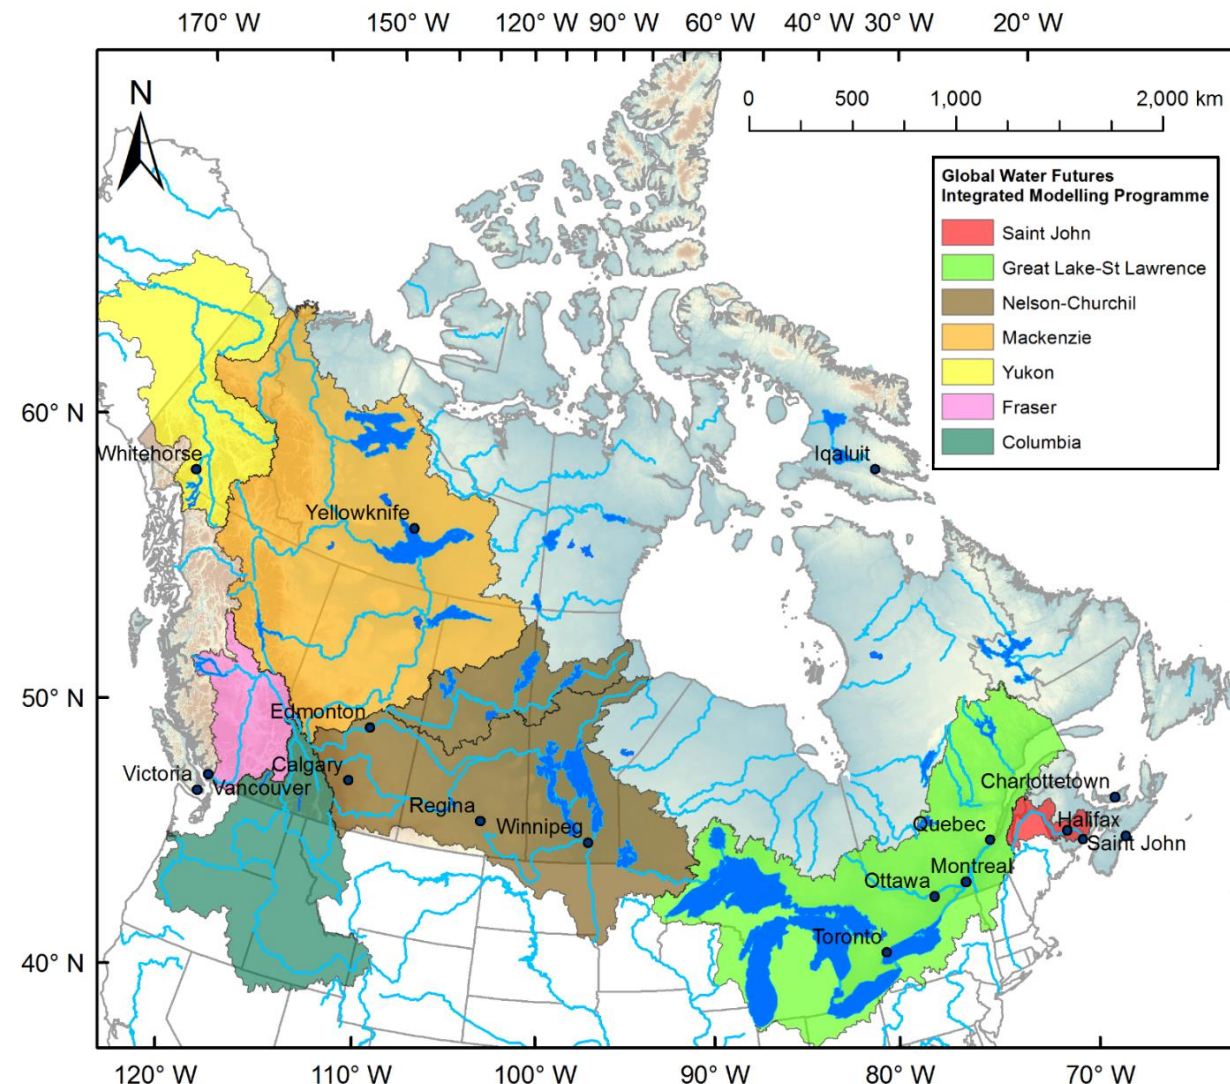 170° W 150° W 120° W 90° W 60° W 40° W 30° W 20° W
N
0 500 1,000 2,000 km
Global Water Futures
Integrated Modelling Programme
Saint John
Great Lake-St Lawrence
Nelson-Churchil
Mackenzie
Yukon
Fraser
Columbia
60° N
Whitehorse
Iqaluit
Yellowknife
50° N
Edmonton
Calgary
Victoria
Vancouver
Regina
Winnipeg
Charlottetown
Quebec
Halifax
Saint John
Montreal
Ottawa
Toronto
40° N
120° W 110° W 100° W 90° W 80° W 70° W